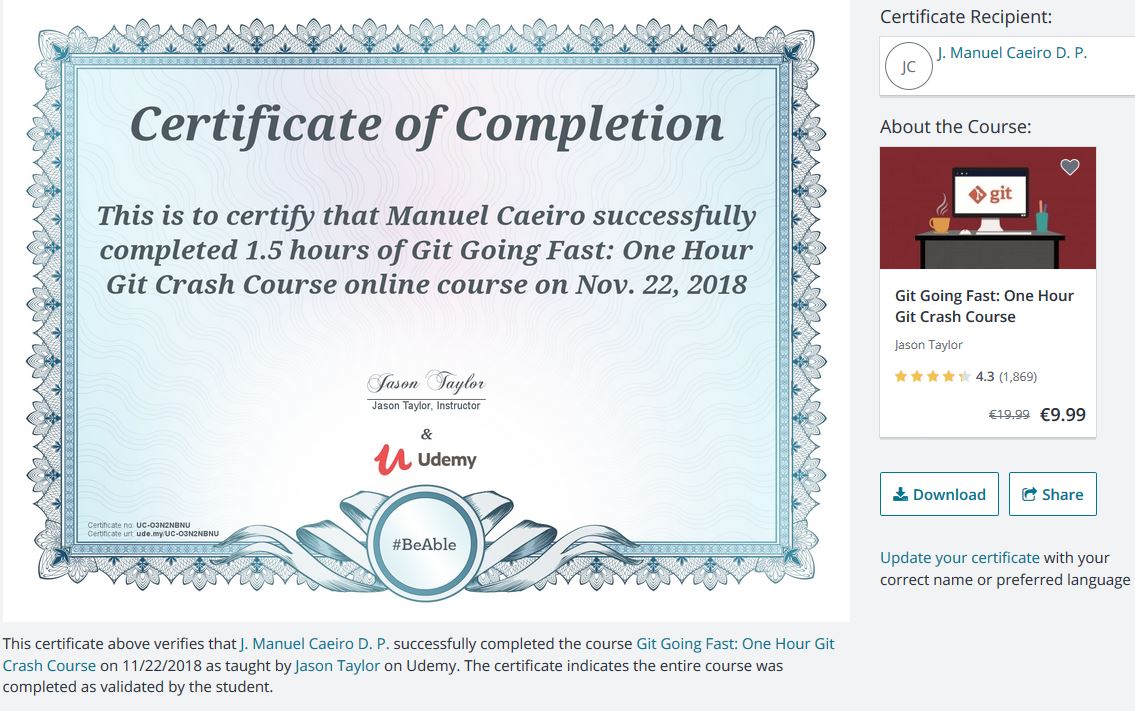 Certificate of Completion
This is to certify that Manuel Caeiro successfully
completed 1.5 hours of Git Going Fast: One Hour
Git Crash Course online course on Nov. 22, 2018
Jason Taylor
Jason Taylor, Instructor
&
Udemy
#BeAble
Certificate no: UC-O3N2NBNU
Certificate url: ude.my/UC-O3N2NBNU
This certificate above verifies that J. Manuel Caeiro D. P. successfully completed the course Git Going Fast: One Hour Git
Crash Course on 11/22/2018 as taught by Jason Taylor on Udemy. The certificate indicates the entire course was
completed as validated by the student.
Certificate Recipient:
JC
J. Manuel Caeiro D. P.
About the Course:
git
Git Going Fast: One Hour
Git Crash Course
Jason Taylor
4.3 (1,869)
€19.99 €9.99
Download
Share
Update your certificate with your
correct name or preferred language